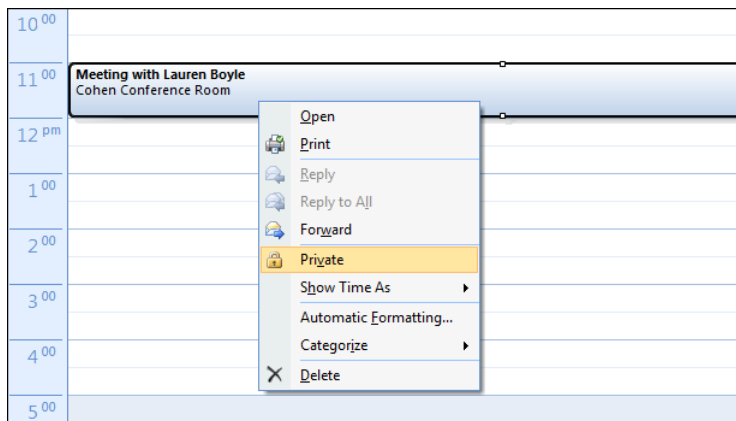 10 00
11 00
Meeting with Lauren Boyle
Cohen Conference Room
12 pm
1 00
2 00
3 00
4 00
5 00
Open
Print
Reply
Reply to All
Forward
Private
Show Time As
Automatic Formatting...
Categorize
Delete